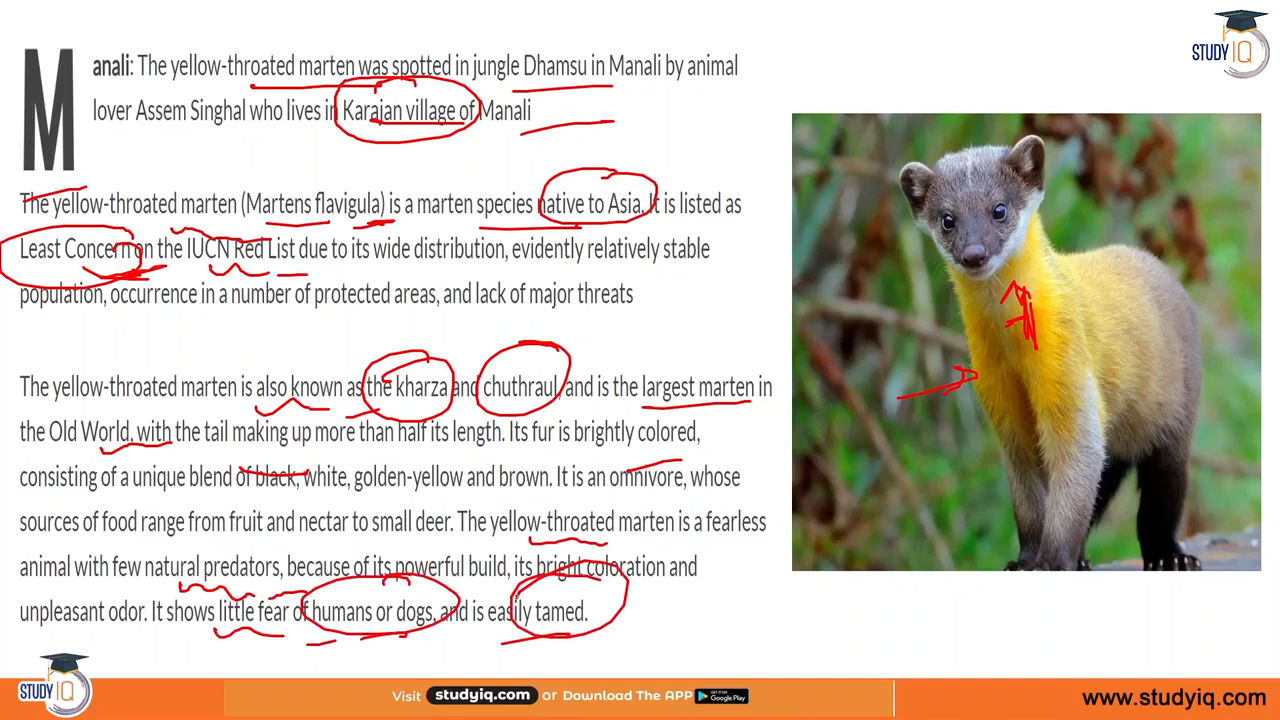 STUDY IQ
Manali: The yellow-throated marten was spotted in jungle Dhamsu in Manali by animal
lover Assem Singhal who lives in Karajan village of Manali
The yellow-throated marten (Martens flavigula) is a marten species native to Asia. It is listed as
Least Concern on the IUCN Red List due to its wide distribution, evidently relatively stable
population, occurrence in a number of protected areas, and lack of major threats
The yellow-throated marten is also known as the kharza and chuthraul, and is the largest marten in
the Old World, with the tail making up more than half its length. Its fur is brightly colored,
consisting of a unique blend of black, white, golden-yellow and brown. It is an omnivore, whose
sources of food range from fruit and nectar to small deer. The yellow-throated marten is a fearless
animal with few natural predators, because of its powerful build, its bright coloration and
unpleasant odor. It shows little fear of humans or dogs, and is easily tamed.
STUDY IQ
Visit studyiq.com or Download The APP GET IT ON Google Play
www.studyiq.com